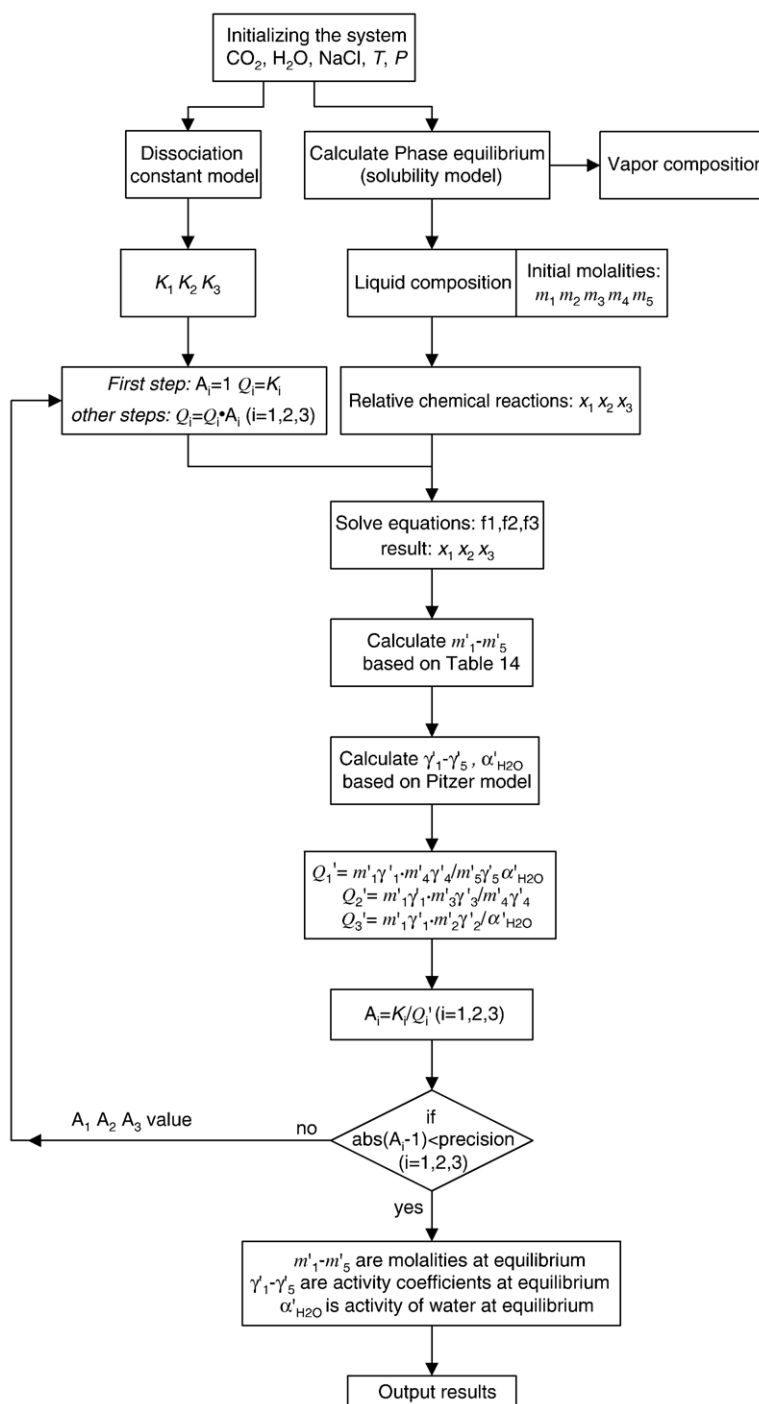 Initializing the system
CO₂, H₂O, NaCl, T, P
Dissociation
constant model
Calculate Phase equilibrium
(solubility model)
Vapor composition
K₁ K₂ K₃
Liquid composition
Initial molalities:
m₁ m₂ m₃ m₄ m₅
First step: Aᵢ=1 Qᵢ=Kᵢ
other steps: Qᵢ=Qᵢ•Aᵢ (i=1,2,3)
Relative chemical reactions: x₁ x₂ x₃
Solve equations: f1,f2,f3
result: x₁ x₂ x₃
Calculate m'₁-m'₅
based on Table 14
Calculate γ'₁-γ'₅ , α'H2O
based on Pitzer model
Q₁'= m'₁γ'₁·m'₄γ'₄/m'₅γ'₅α'H2O
Q₂'= m'₁γ'₁·m'₃γ'₃/m'₄γ'₄
Q₃'= m'₁γ'₁·m'₂γ'₂/α'H2O
Aᵢ=Kᵢ/Qᵢ' (i=1,2,3)
A₁ A₂ A₃ value
no
if
abs(Aᵢ-1)<precision
(i=1,2,3)
yes
m'₁-m'₅ are molalities at equilibrium
γ'₁-γ'₅ are activity coefficients at equilibrium
α'H2O is activity of water at equilibrium
Output results